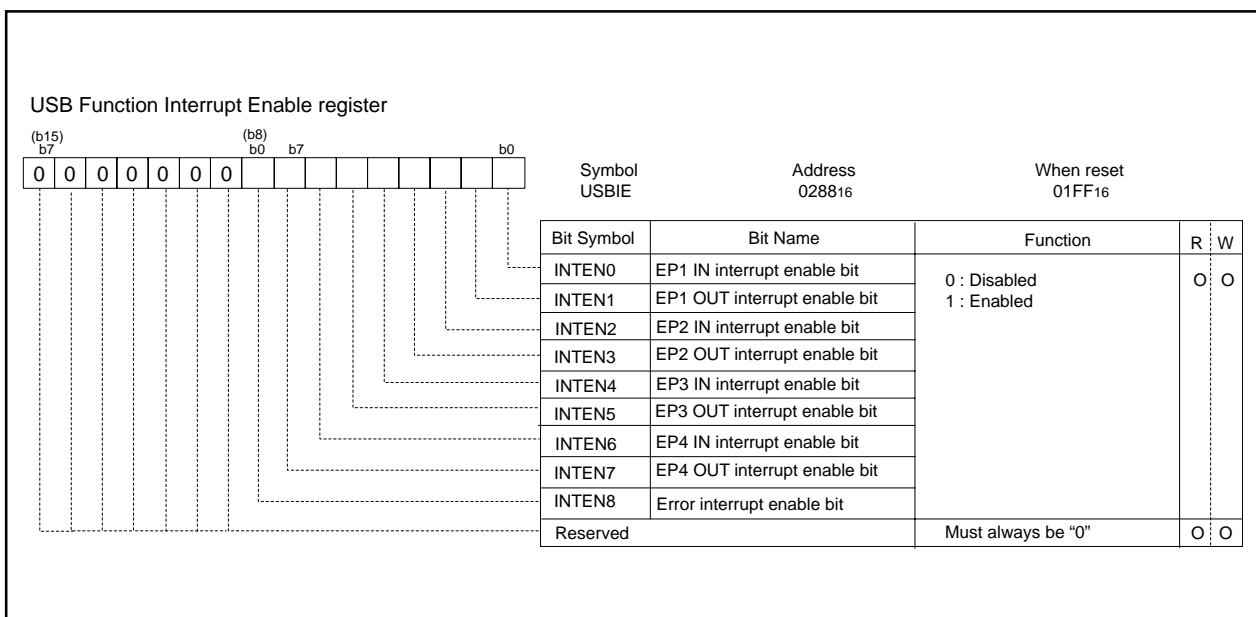 USB Function Interrupt Enable register
(b15) (b8)
b7 b0 b7 b0
0 0 0 0 0 0 0
Symbol Address When reset
USBIE 028816 01FF16
Bit Symbol Bit Name Function R W
INTEN0 EP1 IN interrupt enable bit 0 : Disabled O O
INTEN1 EP1 OUT interrupt enable bit 1 : Enabled
INTEN2 EP2 IN interrupt enable bit
INTEN3 EP2 OUT interrupt enable bit
INTEN4 EP3 IN interrupt enable bit
INTEN5 EP3 OUT interrupt enable bit
INTEN6 EP4 IN interrupt enable bit
INTEN7 EP4 OUT interrupt enable bit
INTEN8 Error interrupt enable bit
Reserved Must always be “0” O O